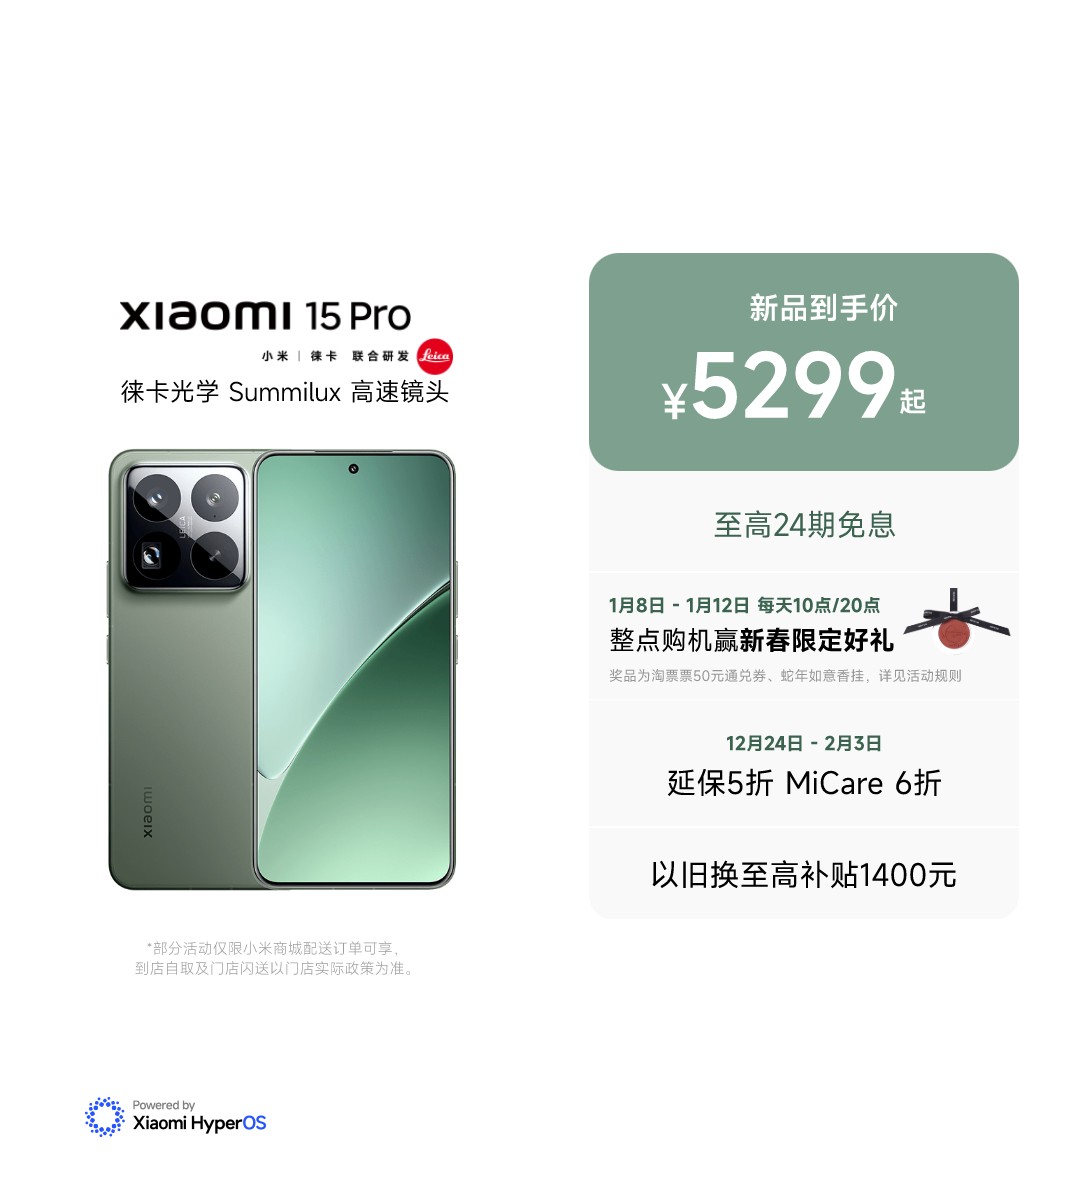 xiaomi 15 Pro
小米 | 徕卡 联合研发 Leica
徕卡光学 Summilux 高速镜头
LEICA
xiaomi
*部分活动仅限小米商城配送订单可享，
到店自取及门店闪送以门店实际政策为准。
新品到手价
¥5299起
至高24期免息
1月8日 - 1月12日 每天10点/20点
整点购机赢新春限定好礼
奖品为淘票票50元通兑券、蛇年如意香挂，详见活动规则
12月24日 - 2月3日
延保5折 MiCare 6折
以旧换至高补贴1400元
Powered by
Xiaomi HyperOS